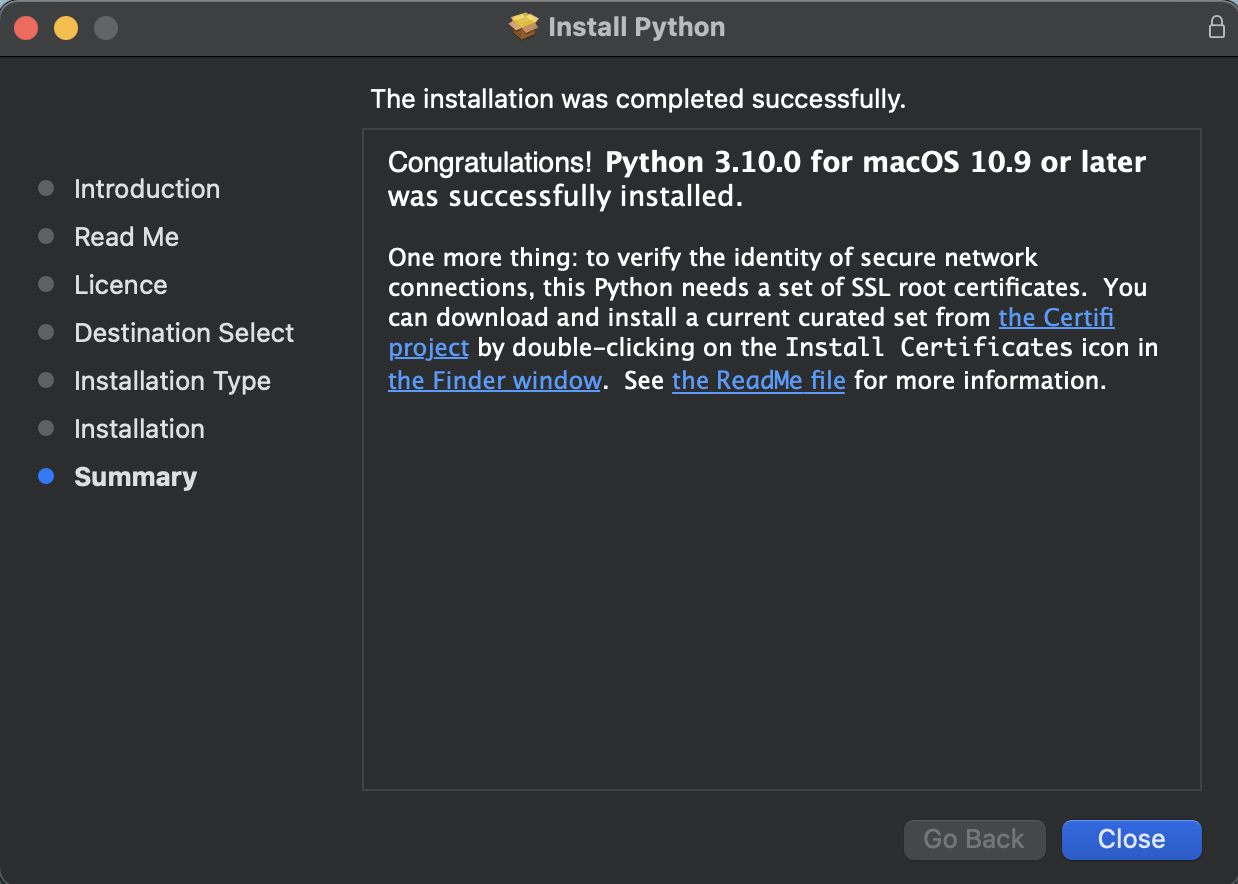 Install Python
The installation was completed successfully.
Introduction
Read Me
Licence
Destination Select
Installation Type
Installation
Summary
Congratulations! Python 3.10.0 for macOS 10.9 or later
was successfully installed.
One more thing: to verify the identity of secure network
connections, this Python needs a set of SSL root certificates.  You
can download and install a current curated set from the Certifi
project by double-clicking on the Install Certificates icon in
the Finder window.  See the ReadMe file for more information.
Go Back
Close